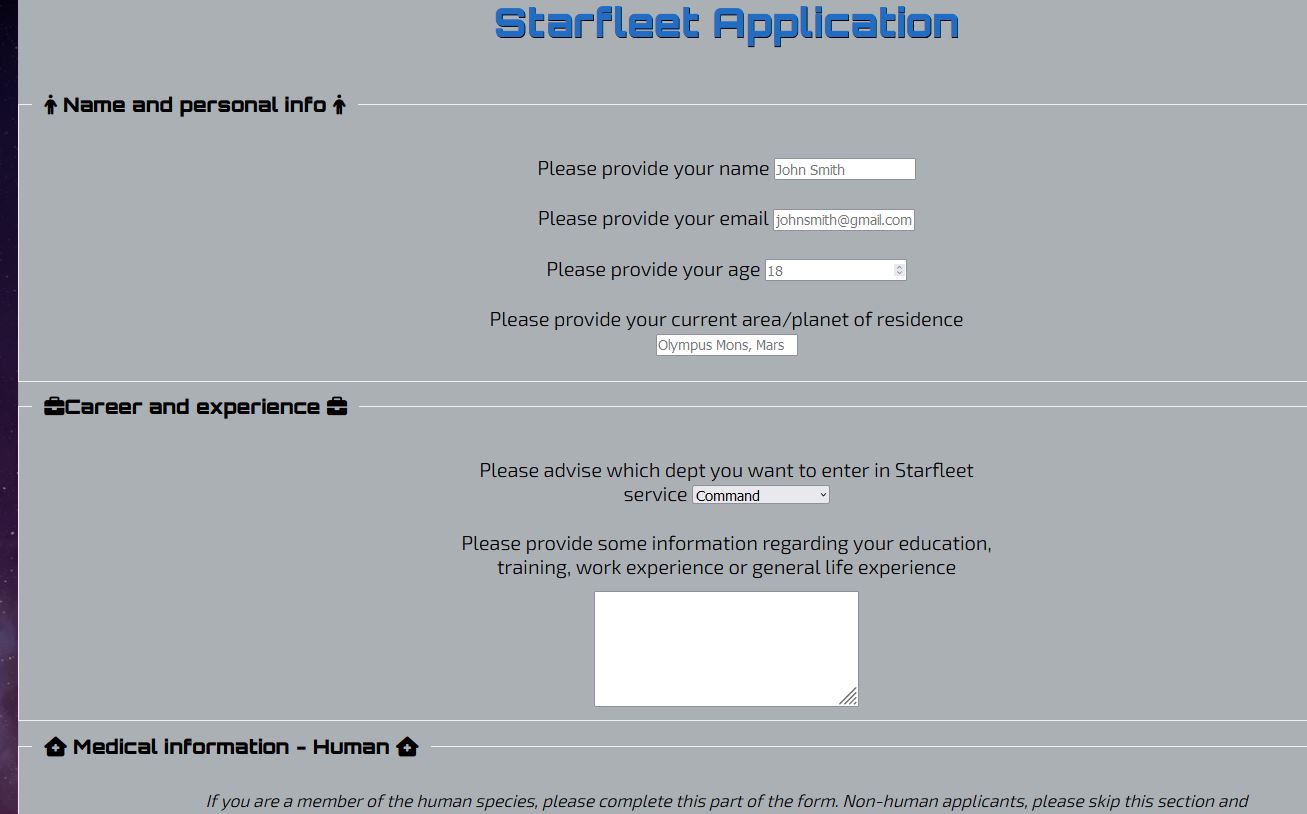 Starfleet Application
Name and personal info
Please provide your name John Smith
Please provide your email johnsmith@gmail.com
Please provide your age 18
Please provide your current area/planet of residence
Olympus Mons, Mars
Career and experience
Please advise which dept you want to enter in Starfleet
service Command
Please provide some information regarding your education,
training, work experience or general life experience
Medical information - Human
If you are a member of the human species, please complete this part of the form. Non-human applicants, please skip this section and